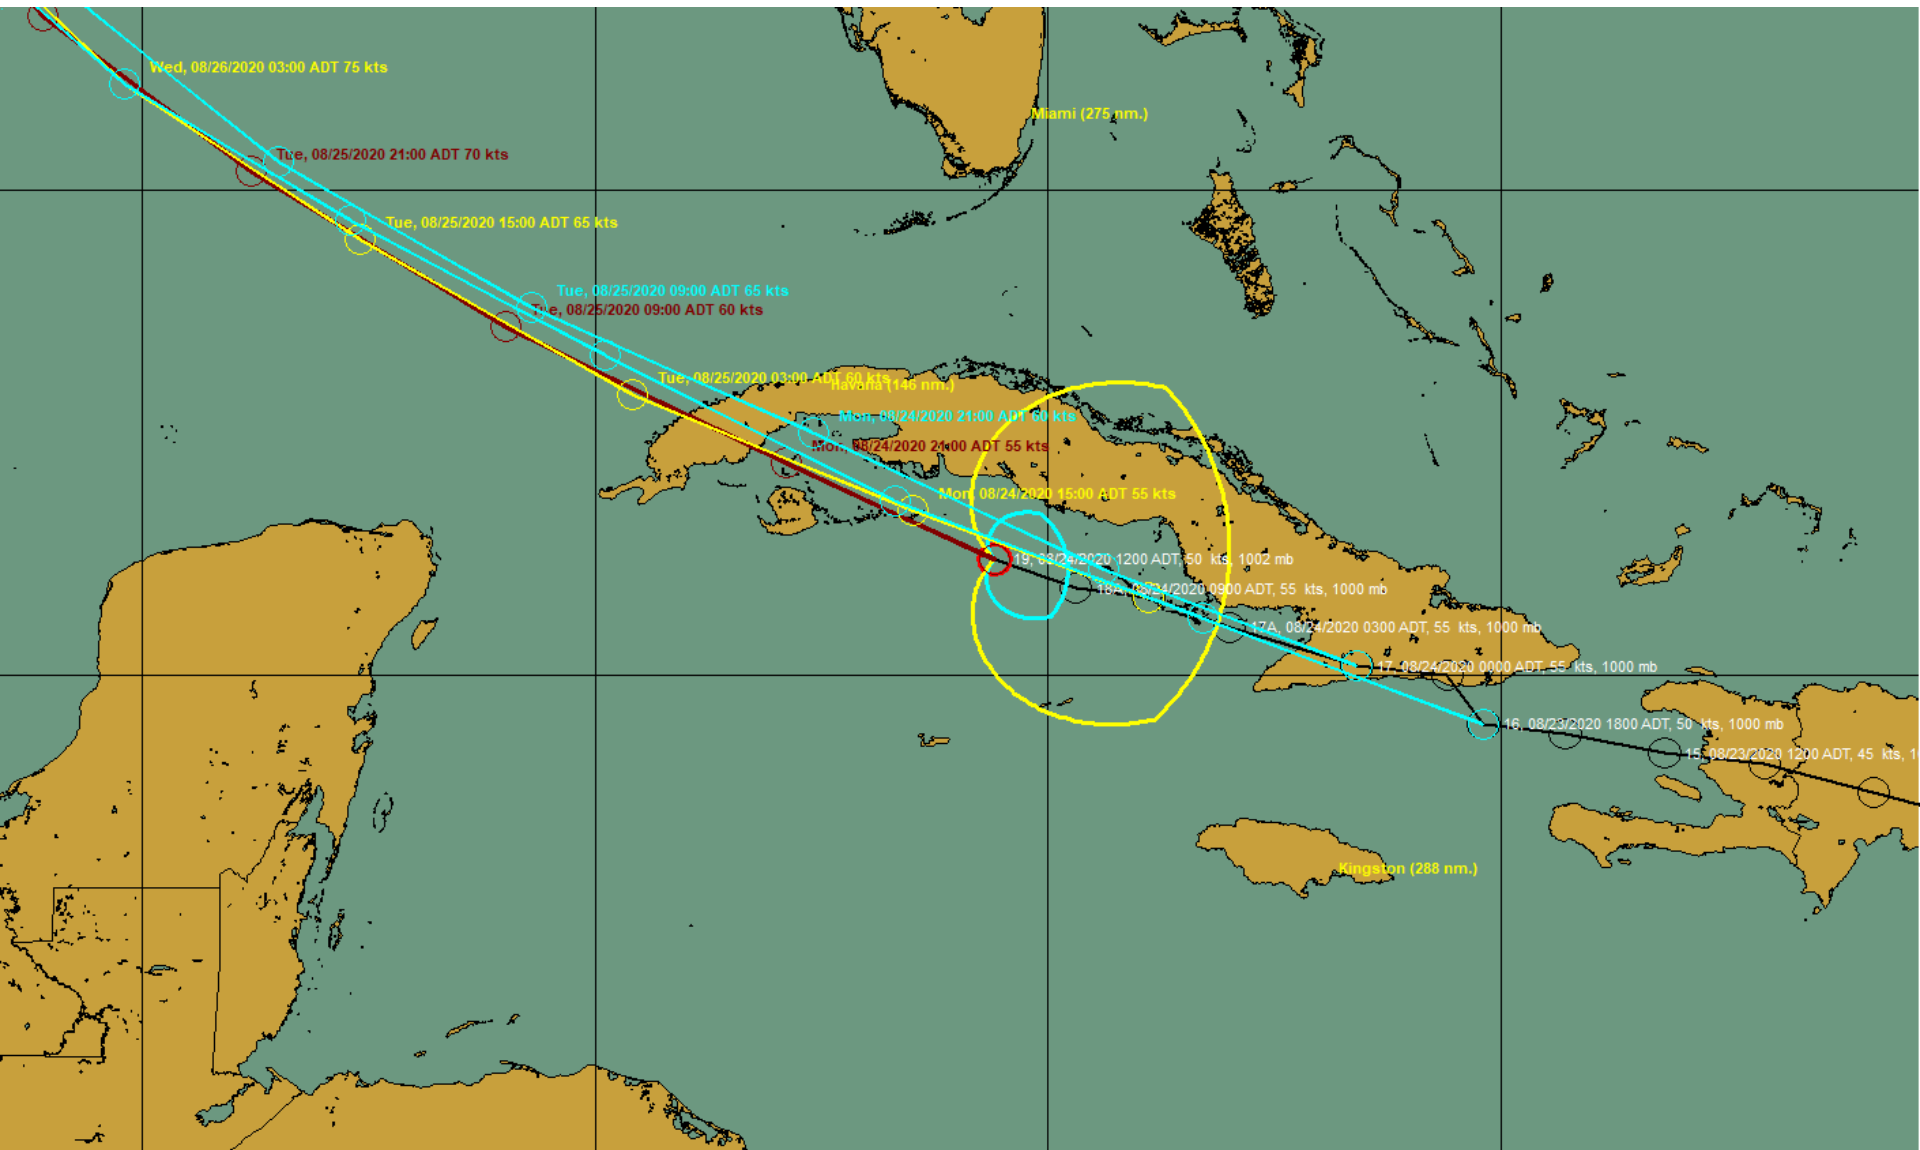 Wed, 08/26/2020 03:00 ADT 75 kts
Miami (275 nm.)
Tue, 08/25/2020 21:00 ADT 70 kts
Tue, 08/25/2020 15:00 ADT 65 kts
Tue, 08/25/2020 09:00 ADT 65 kts
Tue, 08/25/2020 09:00 ADT 60 kts
Tue, 08/25/2020 03:00 ADT 60 kts
Havana (146 nm.)
Mon, 08/24/2020 21:00 ADT 60 kts
Mon, 08/24/2020 21:00 ADT 55 kts
Mon, 08/24/2020 15:00 ADT 55 kts
19, 08/24/2020 1200 ADT, 50 kts, 1002 mb
18A, 08/24/2020 0900 ADT, 55 kts, 1000 mb
17A, 08/24/2020 0300 ADT, 55 kts, 1000 mb
17, 08/24/2020 0000 ADT, 55 kts, 1000 mb
16, 08/23/2020 1800 ADT, 50 kts, 1000 mb
15, 08/23/2020 1200 ADT, 45 kts, 1
Kingston (288 nm.)